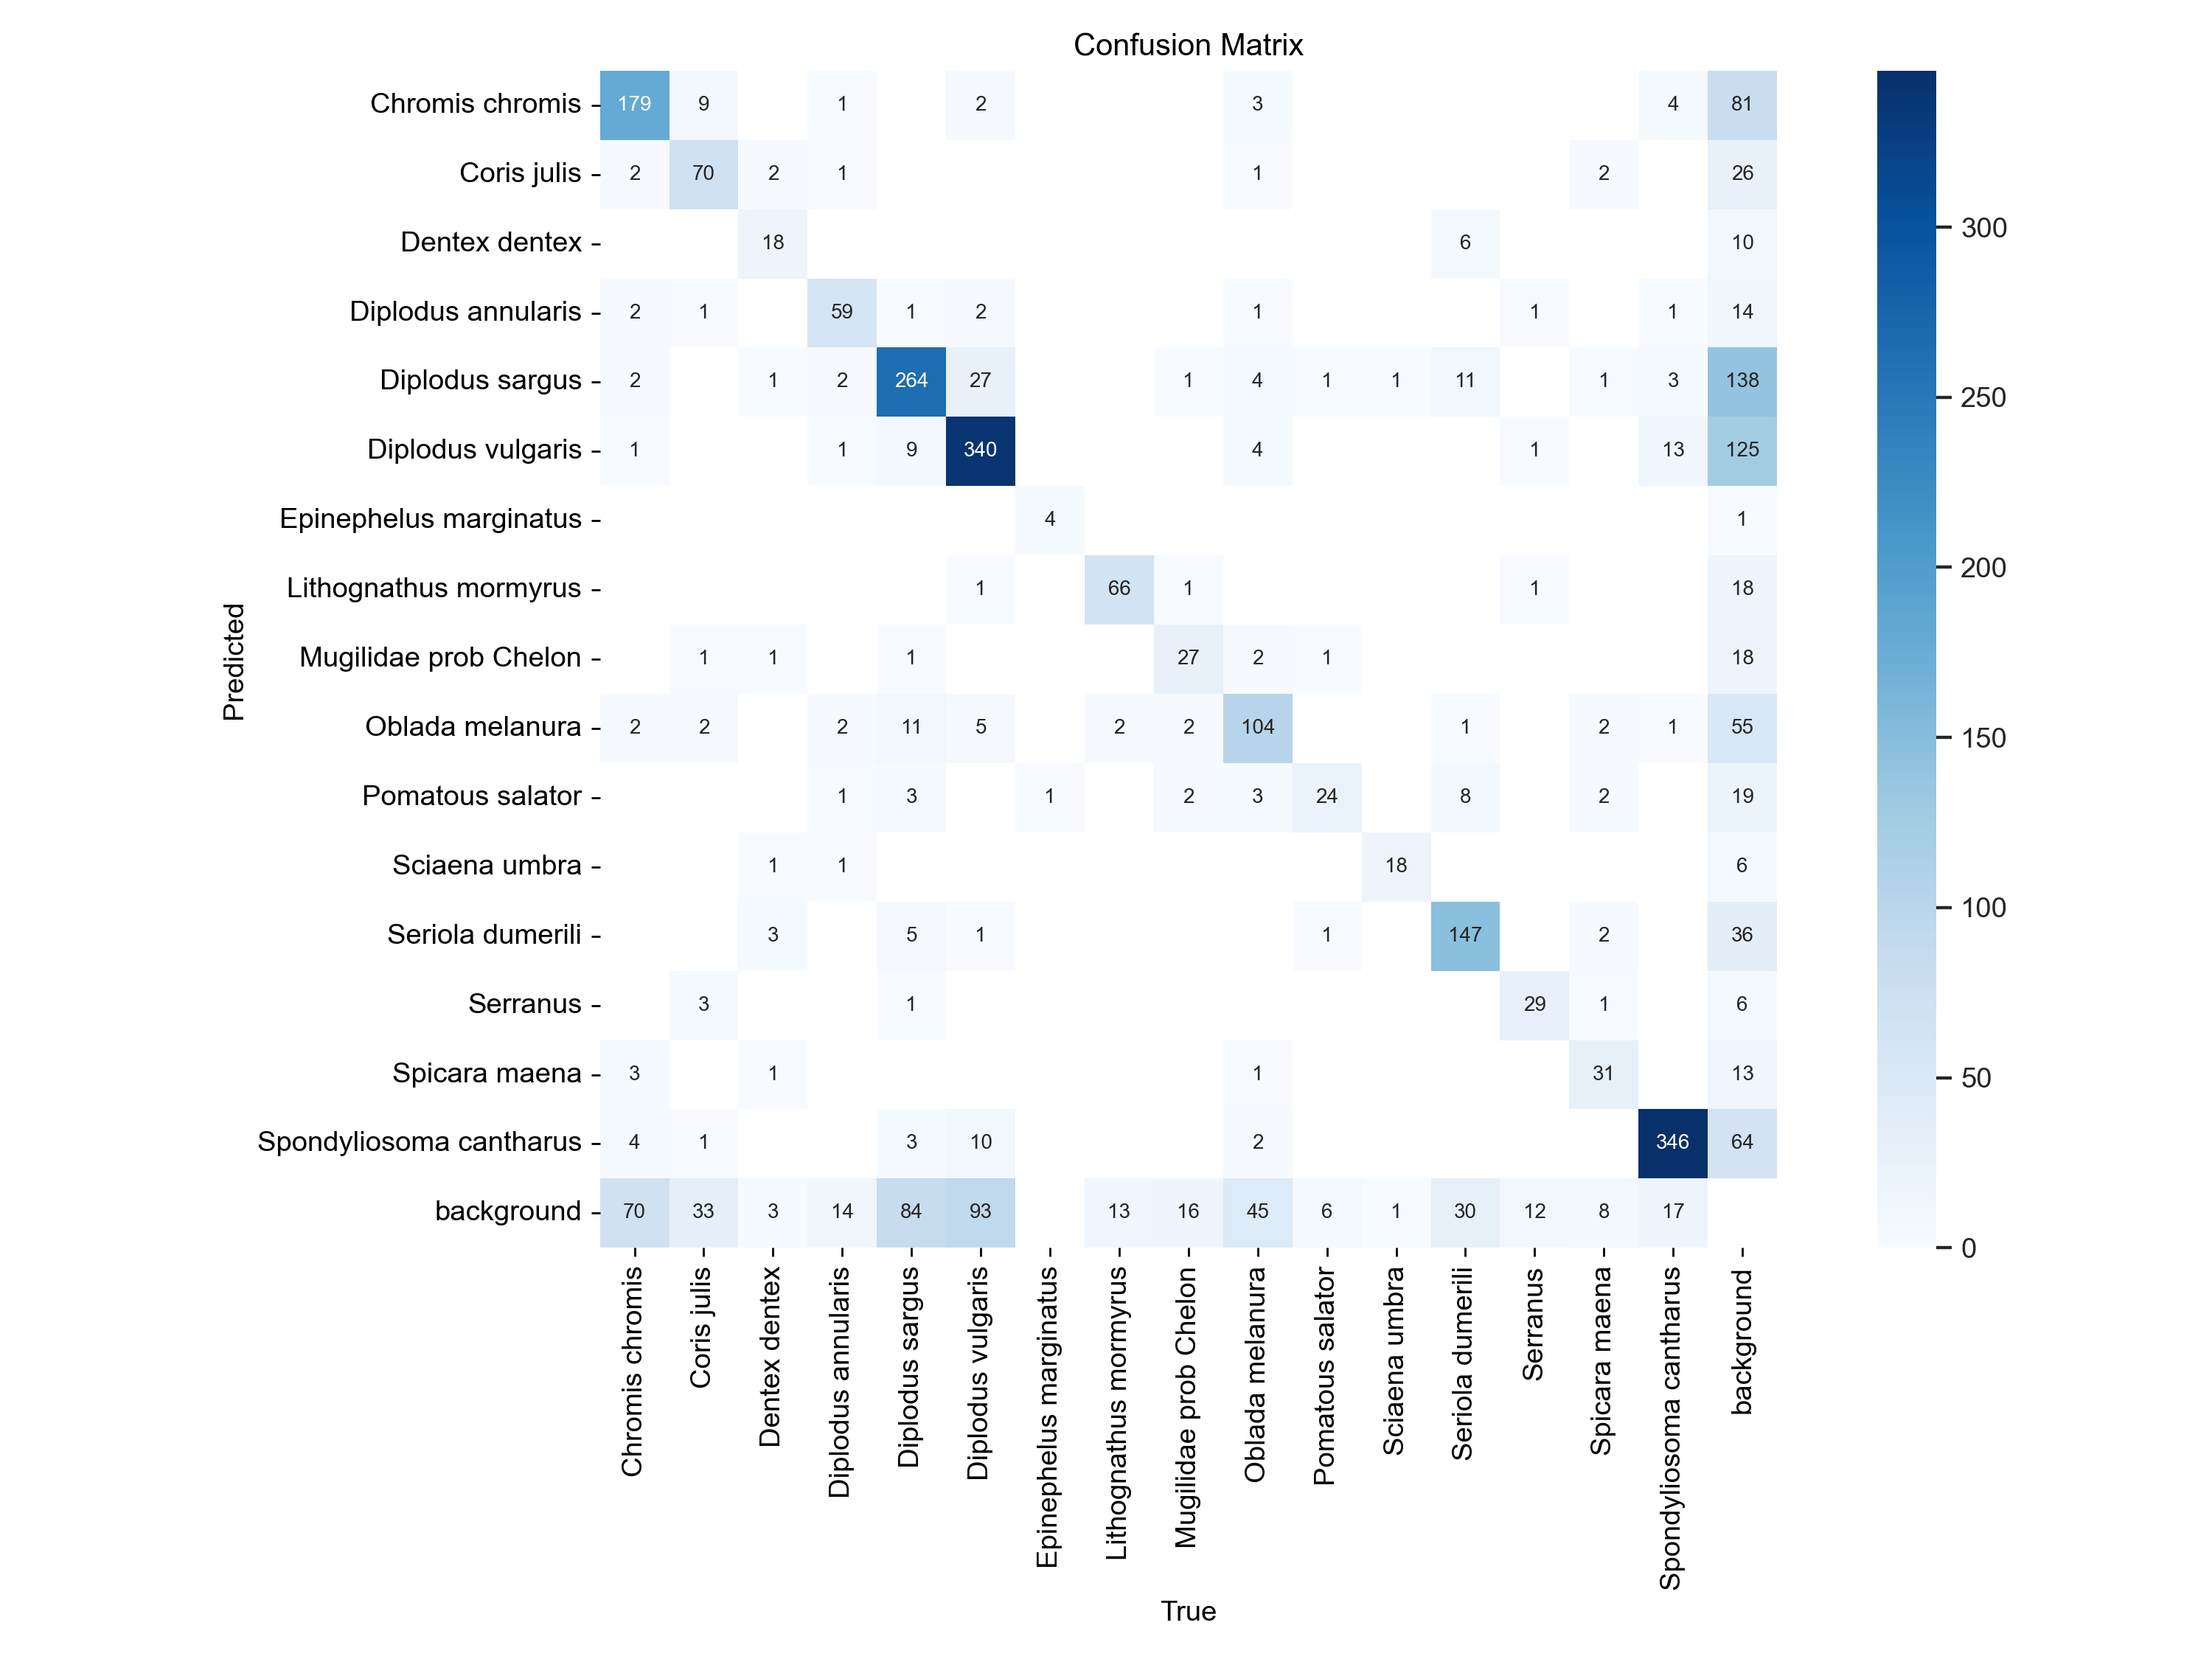 Confusion Matrix
Chromis chromis 179 9 1 2 3 4 81
Coris julis 2 70 2 1 1 2 26
Dentex dentex 18 6 10
Diplodus annularis 2 1 59 1 2 1 1 1 14
Diplodus sargus 2 1 2 264 27 1 4 1 1 11 1 3 138
Diplodus vulgaris 1 1 9 340 4 1 13 125
Epinephelus marginatus 4 1
Lithognathus mormyrus 1 66 1 1 18
Mugilidae prob Chelon 1 1 1 27 2 1 18
Oblada melanura 2 2 2 11 5 2 2 104 1 2 1 55
Pomatous salator 1 3 1 2 3 24 8 2 19
Sciaena umbra 1 1 18 6
Seriola dumerili 3 5 1 1 147 2 36
Serranus 3 1 29 1 6
Spicara maena 3 1 1 31 13
Spondyliosoma cantharus 4 1 3 10 2 346 64
background 70 33 3 14 84 93 13 16 45 6 1 30 12 8 17
Predicted
Chromis chromis
Coris julis
Dentex dentex
Diplodus annularis
Diplodus sargus
Diplodus vulgaris
Epinephelus marginatus
Lithognathus mormyrus
Mugilidae prob Chelon
Oblada melanura
Pomatous salator
Sciaena umbra
Seriola dumerili
Serranus
Spicara maena
Spondyliosoma cantharus
background
True
300
250
200
150
100
50
0